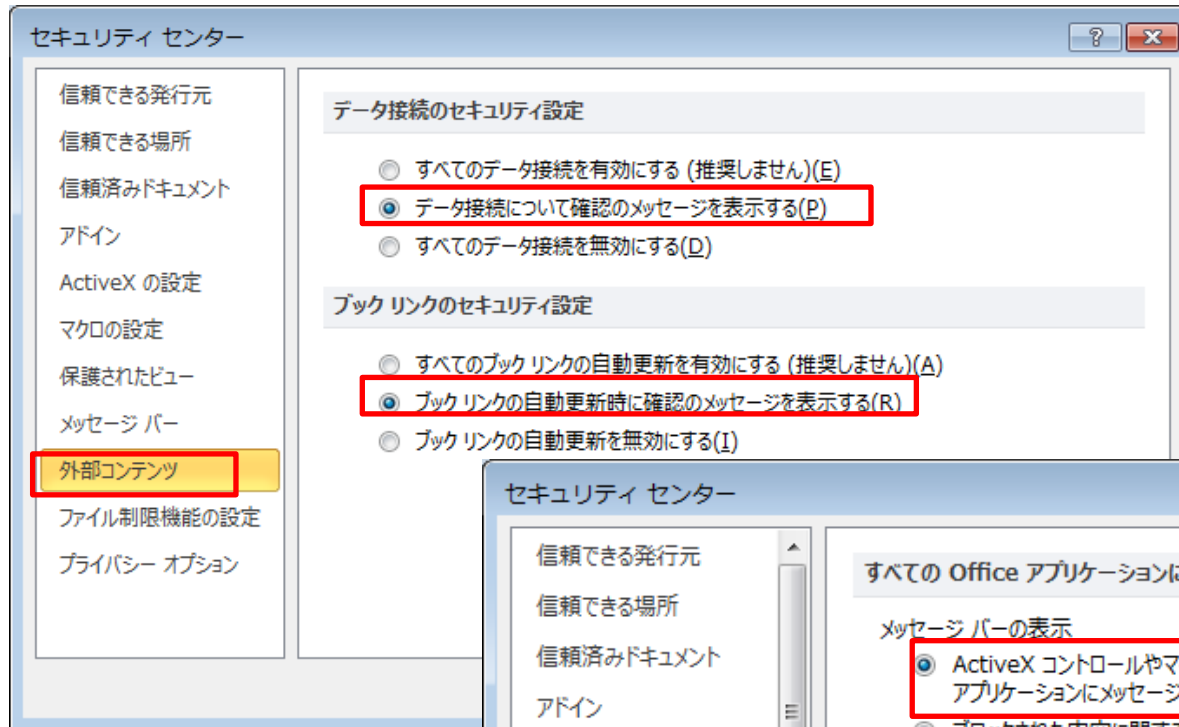 セキュリティ センター
信頼できる発行元
信頼できる場所
信頼済みドキュメント
アドイン
ActiveX の設定
マクロの設定
保護されたビュー
メッセージ バー
外部コンテンツ
ファイル制限機能の設定
プライバシー オプション
データ接続のセキュリティ設定
すべてのデータ接続を有効にする (推奨しません)(E)
データ接続について確認のメッセージを表示する(P)
すべてのデータ接続を無効にする(D)
ブック リンクのセキュリティ設定
すべてのブック リンクの自動更新を有効にする (推奨しません)(A)
ブック リンクの自動更新時に確認のメッセージを表示する(R)
ブック リンクの自動更新を無効にする(I)
セキュリティ センター
信頼できる発行元
信頼できる場所
信頼済みドキュメント
アドイン
すべての Office アプリケーションに
メッセージ バーの表示
ActiveX コントロールやマ
アプリケーションにメッセージ